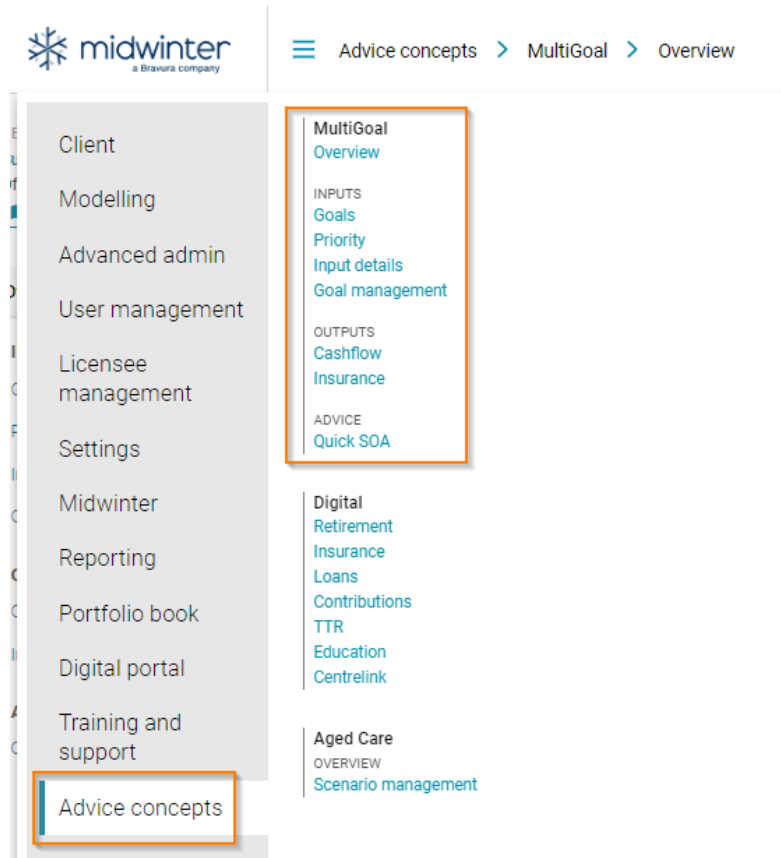 midwinter
a Bravura company
Advice concepts > MultiGoal > Overview
Client
Modelling
Advanced admin
User management
Licensee
management
Settings
Midwinter
Reporting
Portfolio book
Digital portal
Training and
support
Advice concepts
MultiGoal
Overview
INPUTS
Goals
Priority
Input details
Goal management
OUTPUTS
Cashflow
Insurance
ADVICE
Quick SOA
Digital
Retirement
Insurance
Loans
Contributions
TTR
Education
Centrelink
Aged Care
OVERVIEW
Scenario management